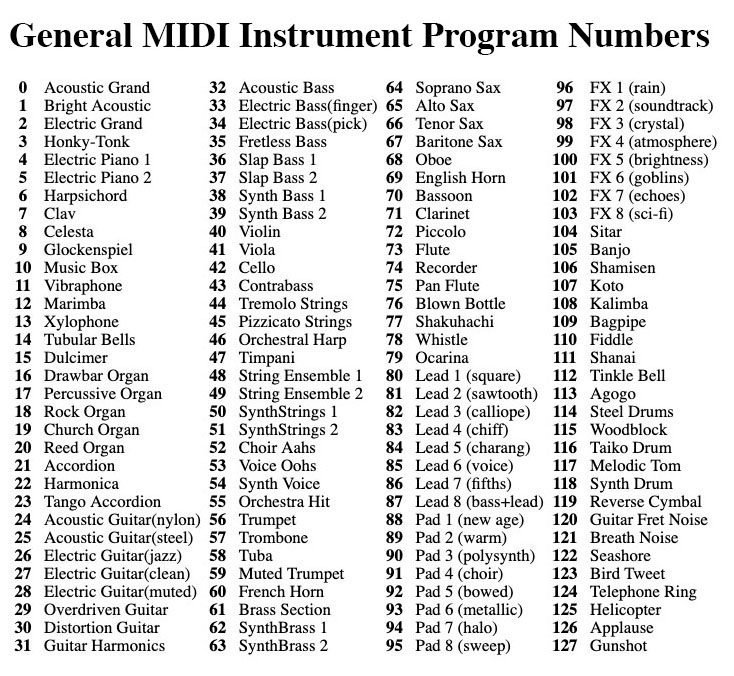 General MIDI Instrument Program Numbers
0 Acoustic Grand 32 Acoustic Bass 64 Soprano Sax 96 FX 1 (rain)
1 Bright Acoustic 33 Electric Bass(finger) 65 Alto Sax 97 FX 2 (soundtrack)
2 Electric Grand 34 Electric Bass(pick) 66 Tenor Sax 98 FX 3 (crystal)
3 Honky-Tonk 35 Fretless Bass 67 Baritone Sax 99 FX 4 (atmosphere)
4 Electric Piano 1 36 Slap Bass 1 68 Oboe 100 FX 5 (brightness)
5 Electric Piano 2 37 Slap Bass 2 69 English Horn 101 FX 6 (goblins)
6 Harpsichord 38 Synth Bass 1 70 Bassoon 102 FX 7 (echoes)
7 Clav 39 Synth Bass 2 71 Clarinet 103 FX 8 (sci-fi)
8 Celesta 40 Violin 72 Piccolo 104 Sitar
9 Glockenspiel 41 Viola 73 Flute 105 Banjo
10 Music Box 42 Cello 74 Recorder 106 Shamisen
11 Vibraphone 43 Contrabass 75 Pan Flute 107 Koto
12 Marimba 44 Tremolo Strings 76 Blown Bottle 108 Kalimba
13 Xylophone 45 Pizzicato Strings 77 Shakuhachi 109 Bagpipe
14 Tubular Bells 46 Orchestral Harp 78 Whistle 110 Fiddle
15 Dulcimer 47 Timpani 79 Ocarina 111 Shanai
16 Drawbar Organ 48 String Ensemble 1 80 Lead 1 (square) 112 Tinkle Bell
17 Percussive Organ 49 String Ensemble 2 81 Lead 2 (sawtooth) 113 Agogo
18 Rock Organ 50 SynthStrings 1 82 Lead 3 (calliope) 114 Steel Drums
19 Church Organ 51 SynthStrings 2 83 Lead 4 (chiff) 115 Woodblock
20 Reed Organ 52 Choir Aahs 84 Lead 5 (charang) 116 Taiko Drum
21 Accordion 53 Voice Oohs 85 Lead 6 (voice) 117 Melodic Tom
22 Harmonica 54 Synth Voice 86 Lead 7 (fifths) 118 Synth Drum
23 Tango Accordion 55 Orchestra Hit 87 Lead 8 (bass+lead) 119 Reverse Cymbal
24 Acoustic Guitar(nylon) 56 Trumpet 88 Pad 1 (new age) 120 Guitar Fret Noise
25 Acoustic Guitar(steel) 57 Trombone 89 Pad 2 (warm) 121 Breath Noise
26 Electric Guitar(jazz) 58 Tuba 90 Pad 3 (polysynth) 122 Seashore
27 Electric Guitar(clean) 59 Muted Trumpet 91 Pad 4 (choir) 123 Bird Tweet
28 Electric Guitar(muted) 60 French Horn 92 Pad 5 (bowed) 124 Telephone Ring
29 Overdriven Guitar 61 Brass Section 93 Pad 6 (metallic) 125 Helicopter
30 Distortion Guitar 62 SynthBrass 1 94 Pad 7 (halo) 126 Applause
31 Guitar Harmonics 63 SynthBrass 2 95 Pad 8 (sweep) 127 Gunshot